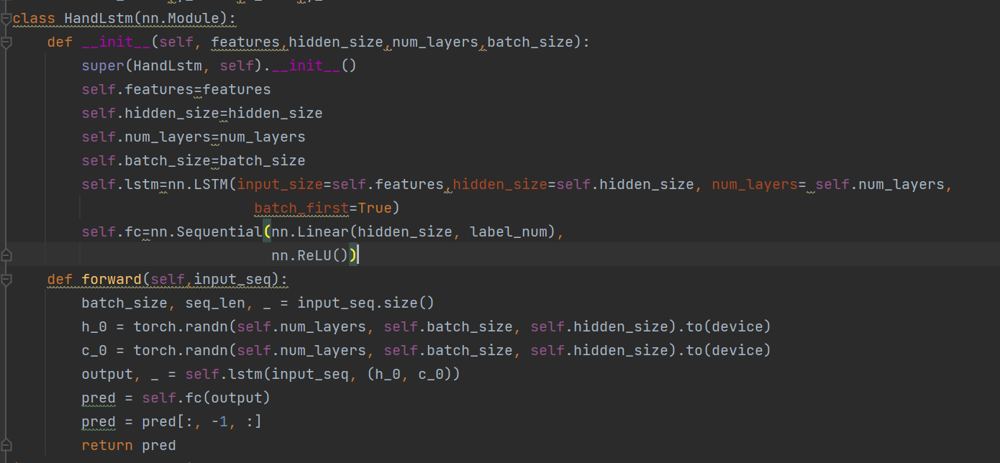 class HandLstm(nn.Module):
    def __init__(self, features,hidden_size,num_layers,batch_size):
        super(HandLstm, self).__init__()
        self.features=features
        self.hidden_size=hidden_size
        self.num_layers=num_layers
        self.batch_size=batch_size
        self.lstm=nn.LSTM(input_size=self.features,hidden_size=self.hidden_size, num_layers= self.num_layers,
                            batch_first=True)
        self.fc=nn.Sequential(nn.Linear(hidden_size, label_num),
                              nn.ReLU())
    def forward(self,input_seq):
        batch_size, seq_len, _ = input_seq.size()
        h_0 = torch.randn(self.num_layers, self.batch_size, self.hidden_size).to(device)
        c_0 = torch.randn(self.num_layers, self.batch_size, self.hidden_size).to(device)
        output, _ = self.lstm(input_seq, (h_0, c_0))
        pred = self.fc(output)
        pred = pred[:, -1, :]
        return pred